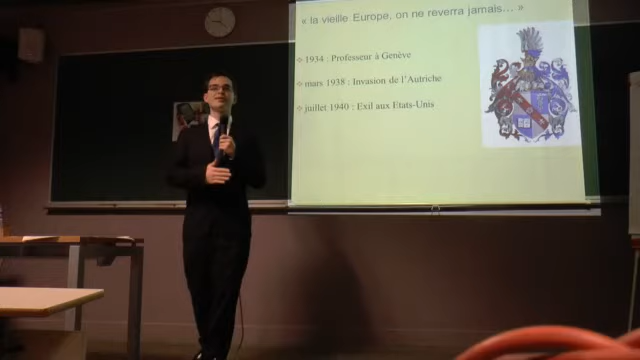 « la vieille Europe, on ne reverra jamais… »
1934 : Professeur à Genève
mars 1938 : Invasion de l'Autriche
juillet 1940 : Exil aux Etats-Unis